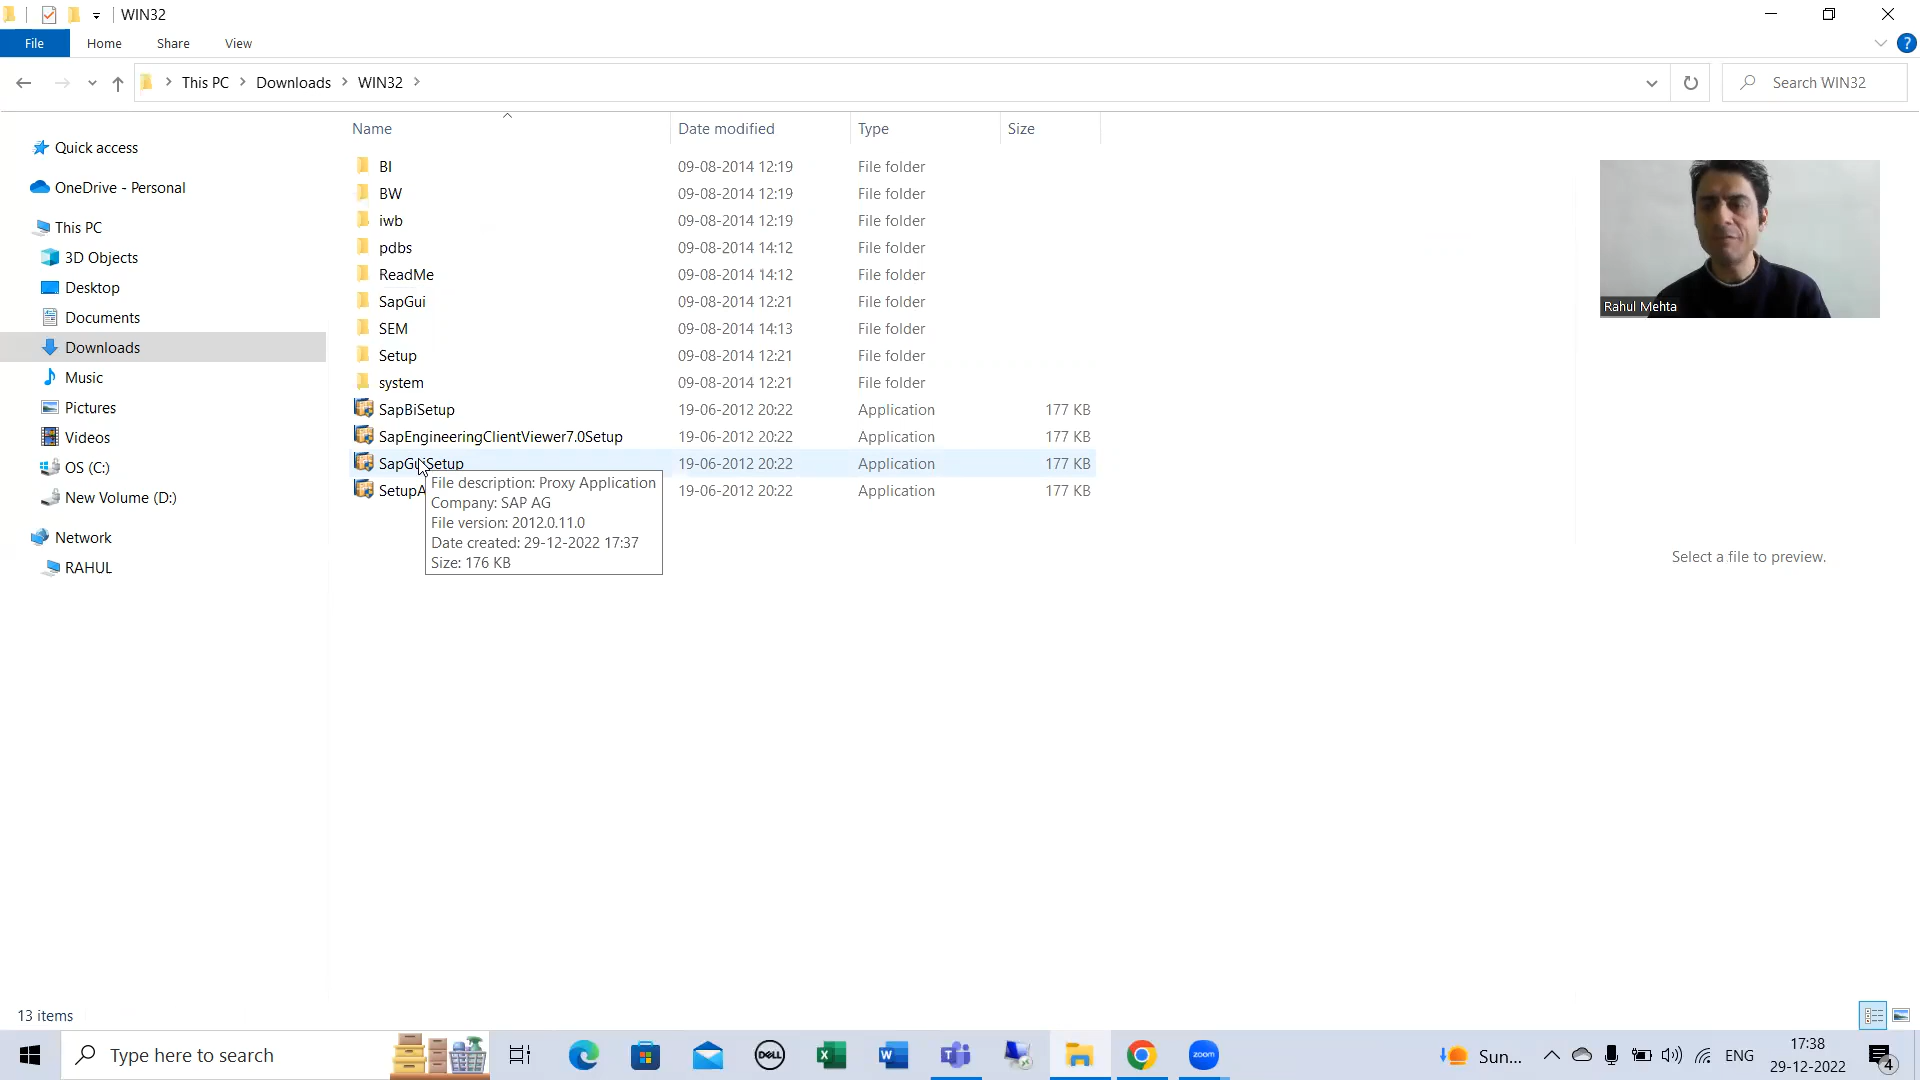 WIN32
File Home Share View
This PC Downloads WIN32
Search WIN32
Name Date modified Type Size
Quick access
OneDrive - Personal
This PC
3D Objects
Desktop
Documents
Downloads
Music
Pictures
Videos
OS (C:)
New Volume (D:)
Network
RAHUL
BI 09-08-2014 12:19 File folder
BW 09-08-2014 12:19 File folder
iwb 09-08-2014 12:19 File folder
pdbs 09-08-2014 14:12 File folder
ReadMe 09-08-2014 14:12 File folder
SapGui 09-08-2014 12:21 File folder
SEM 09-08-2014 14:13 File folder
Setup 09-08-2014 12:21 File folder
system 09-08-2014 12:21 File folder
SapBiSetup 19-06-2012 20:22 Application 177 KB
SapEngineeringClientViewer7.0Setup 19-06-2012 20:22 Application 177 KB
SapGuiSetup 19-06-2012 20:22 Application 177 KB
SetupA 19-06-2012 20:22 Application 177 KB
File description: Proxy Application
Company: SAP AG
File version: 2012.0.11.0
Date created: 29-12-2022 17:37
Size: 176 KB
Rahul Mehta
Select a file to preview.
13 items
Type here to search
DELL
zoom
Sun...
ENG
17:38
29-12-2022
4